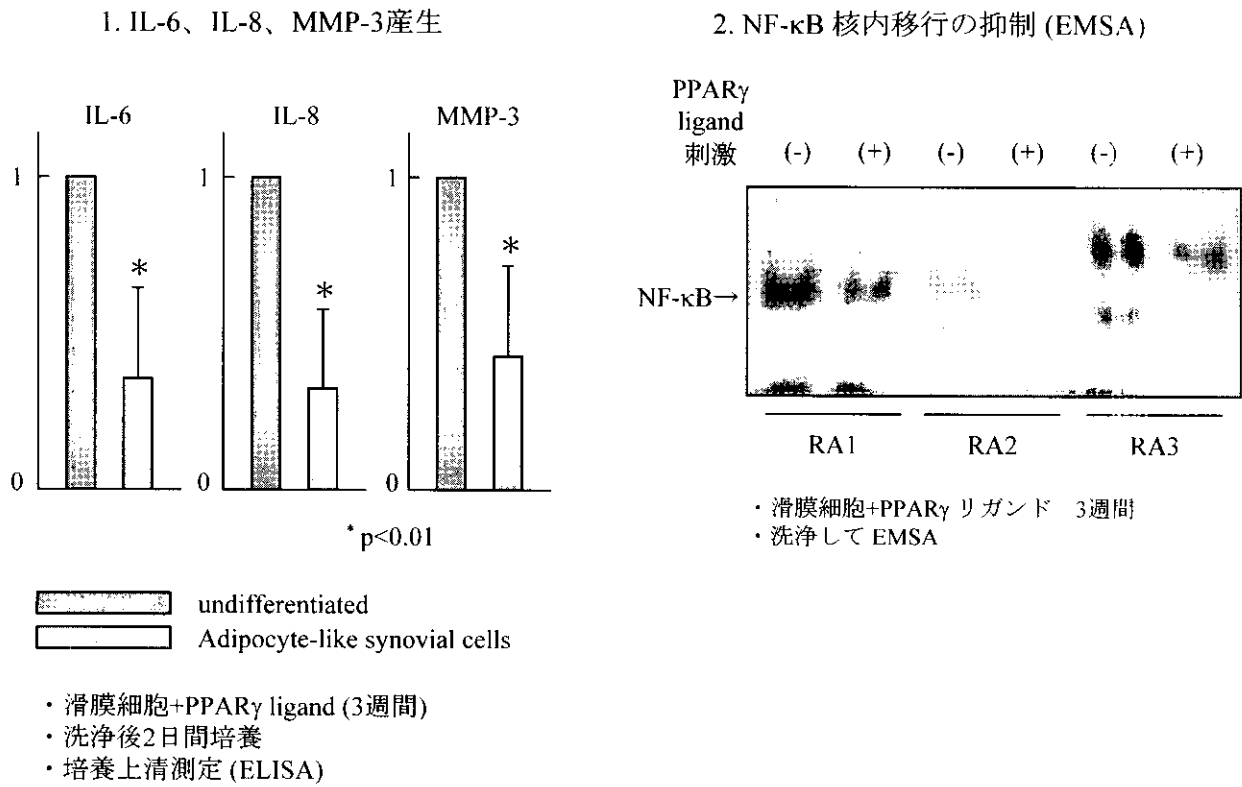 1. IL-6、IL-8、MMP-3産生
IL-6
IL-8
MMP-3
1
1
1
*
*
*
0
0
0
* p<0.01
undifferentiated
Adipocyte-like synovial cells
・滑膜細胞+PPARγ ligand (3週間)
・洗浄後2日間培養
・培養上清測定 (ELISA)
2. NF-κB 核内移行の抑制 (EMSA)
PPARγ
ligand
刺激 (-) (+) (-) (+) (-) (+)
NF-κB→
RA1 RA2 RA3
・滑膜細胞+PPARγ リガンド 3週間
・洗浄して EMSA